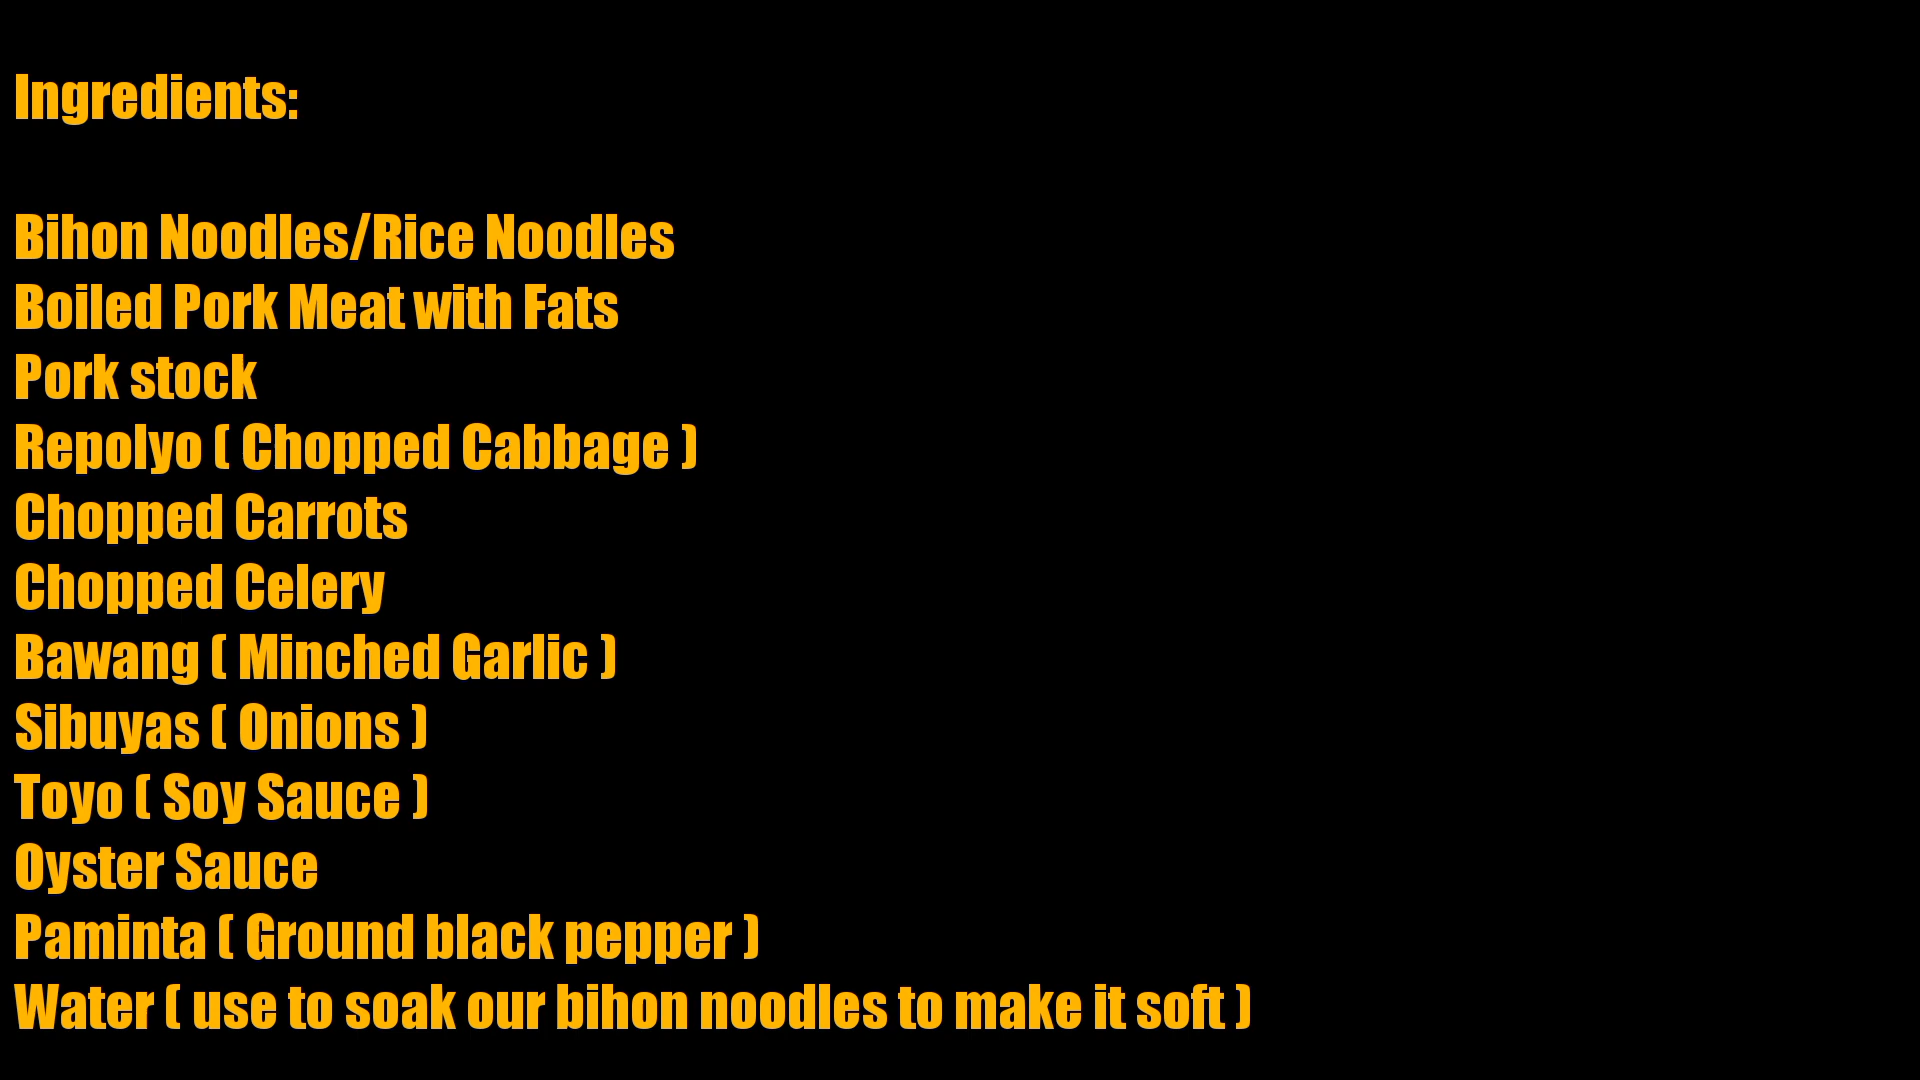 Ingredients:
Bihon Noodles/Rice Noodles
Boiled Pork Meat with Fats
Pork stock
Repolyo ( Chopped Cabbage )
Chopped Carrots
Chopped Celery
Bawang ( Minched Garlic )
Sibuyas ( Onions )
Toyo ( Soy Sauce )
Oyster Sauce
Paminta ( Ground black pepper )
Water ( use to soak our bihon noodles to make it soft )